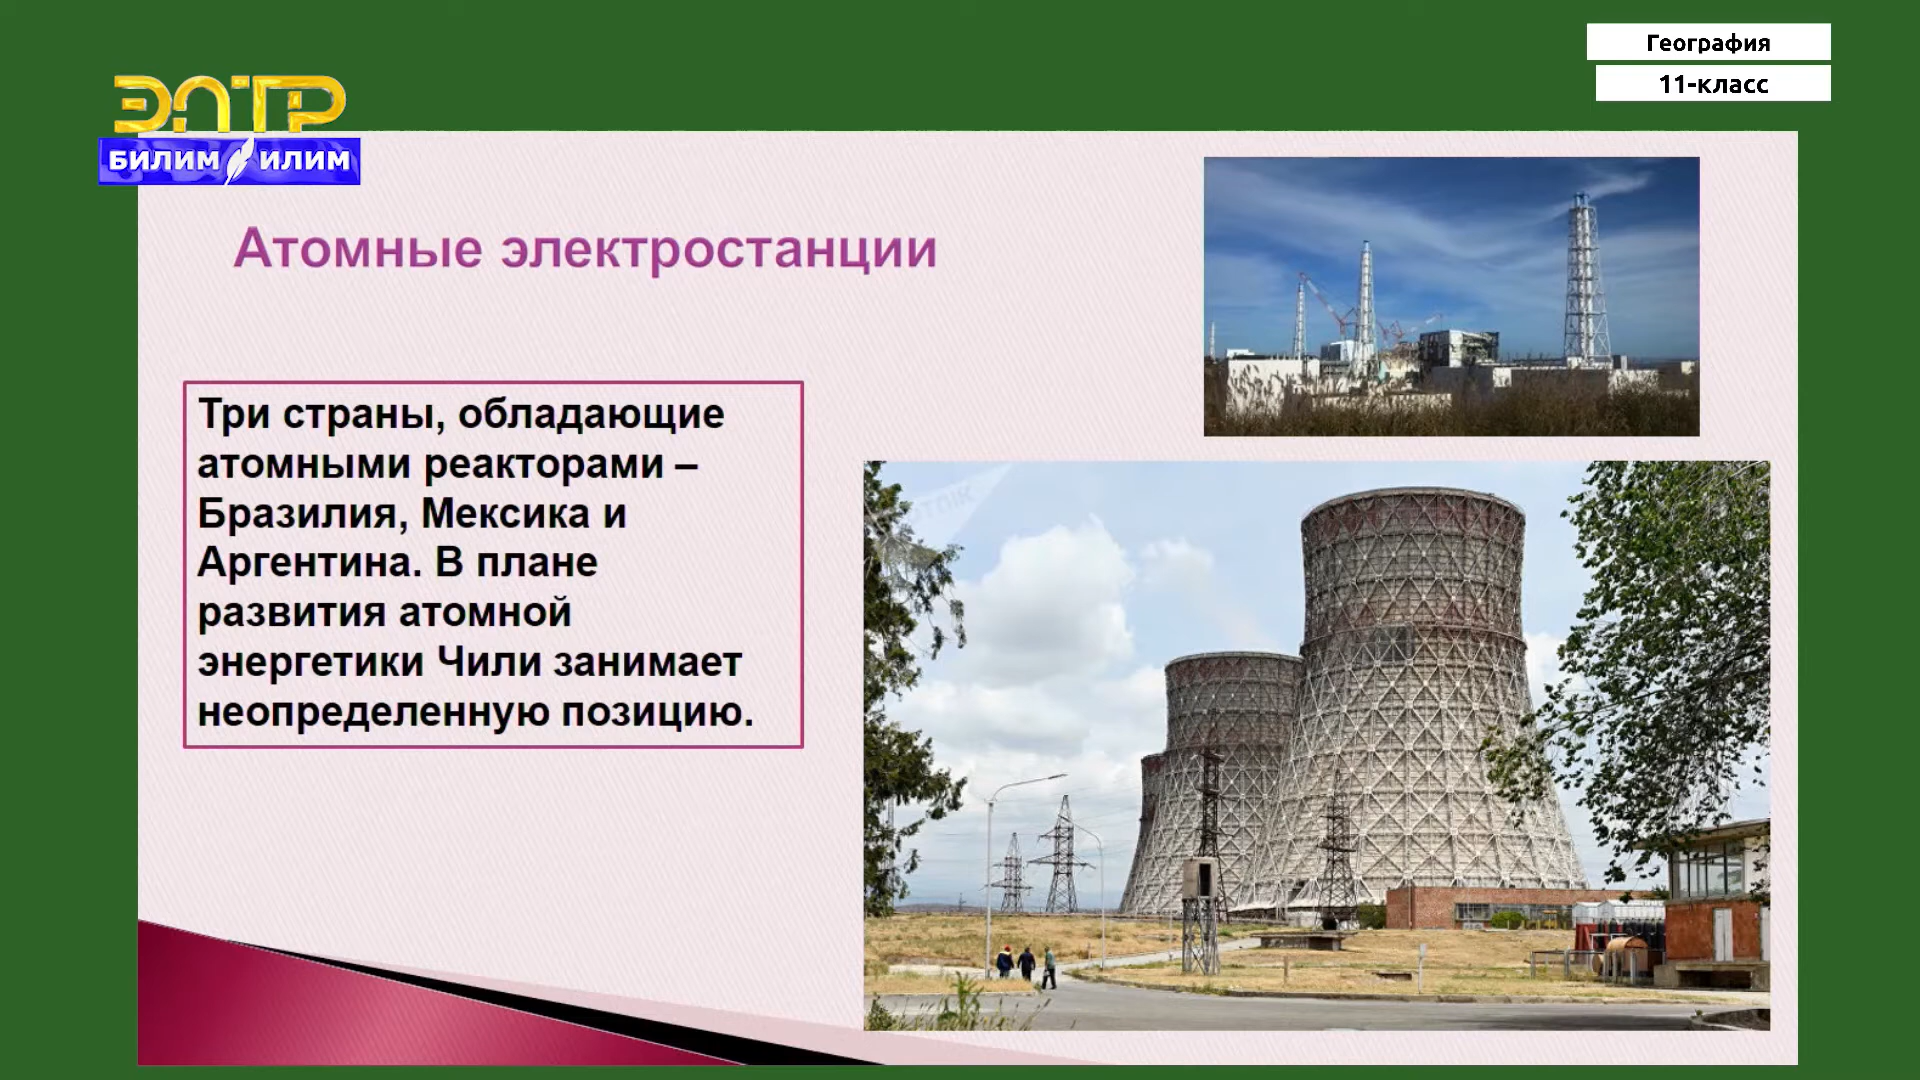 География
11-класс
ЭЛТР
БИЛИМ ИЛИМ
Атомные электростанции
Три страны, обладающие
атомными реакторами –
Бразилия, Мексика и
Аргентина. В плане
развития атомной
энергетики Чили занимает
неопределенную позицию.